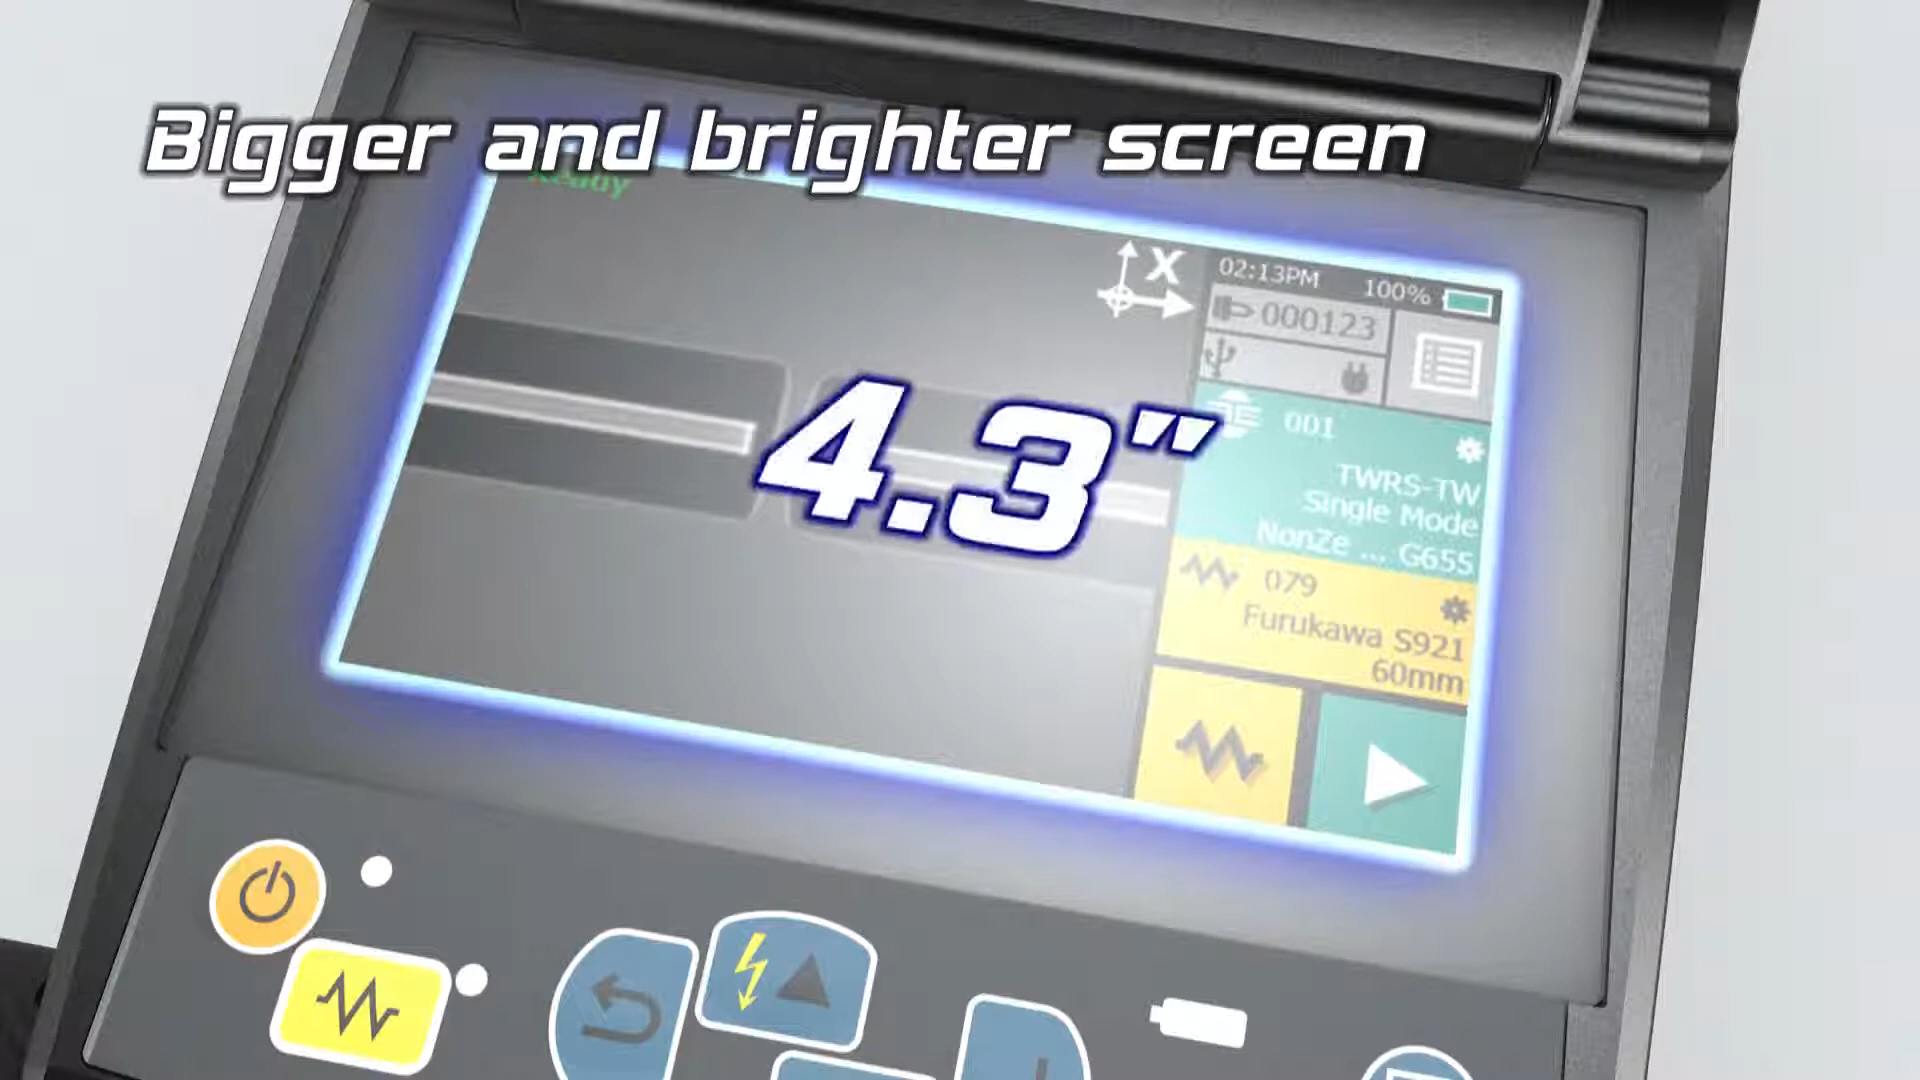 Bigger and brighter screen
Ready
X
02:13PM 100%
000123
4.3”
001
TWRS-TW
Single Mode
NonZe ... G655
079
Furukawa S921
60mm